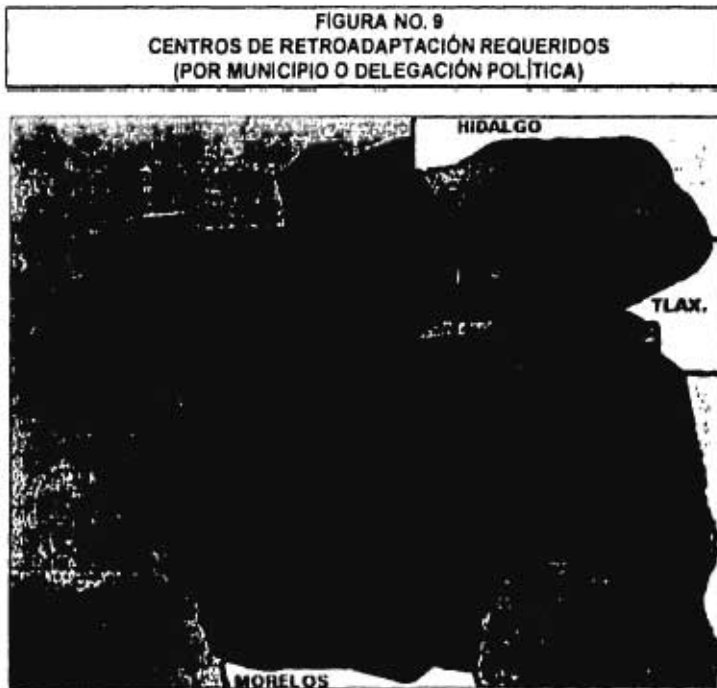 FIGURA NO. 9
CENTROS DE RETROADAPTACIÓN REQUERIDOS
(POR MUNICIPIO O DELEGACIÓN POLÍTICA)
HIDALGO
TLAX.
MORELOS